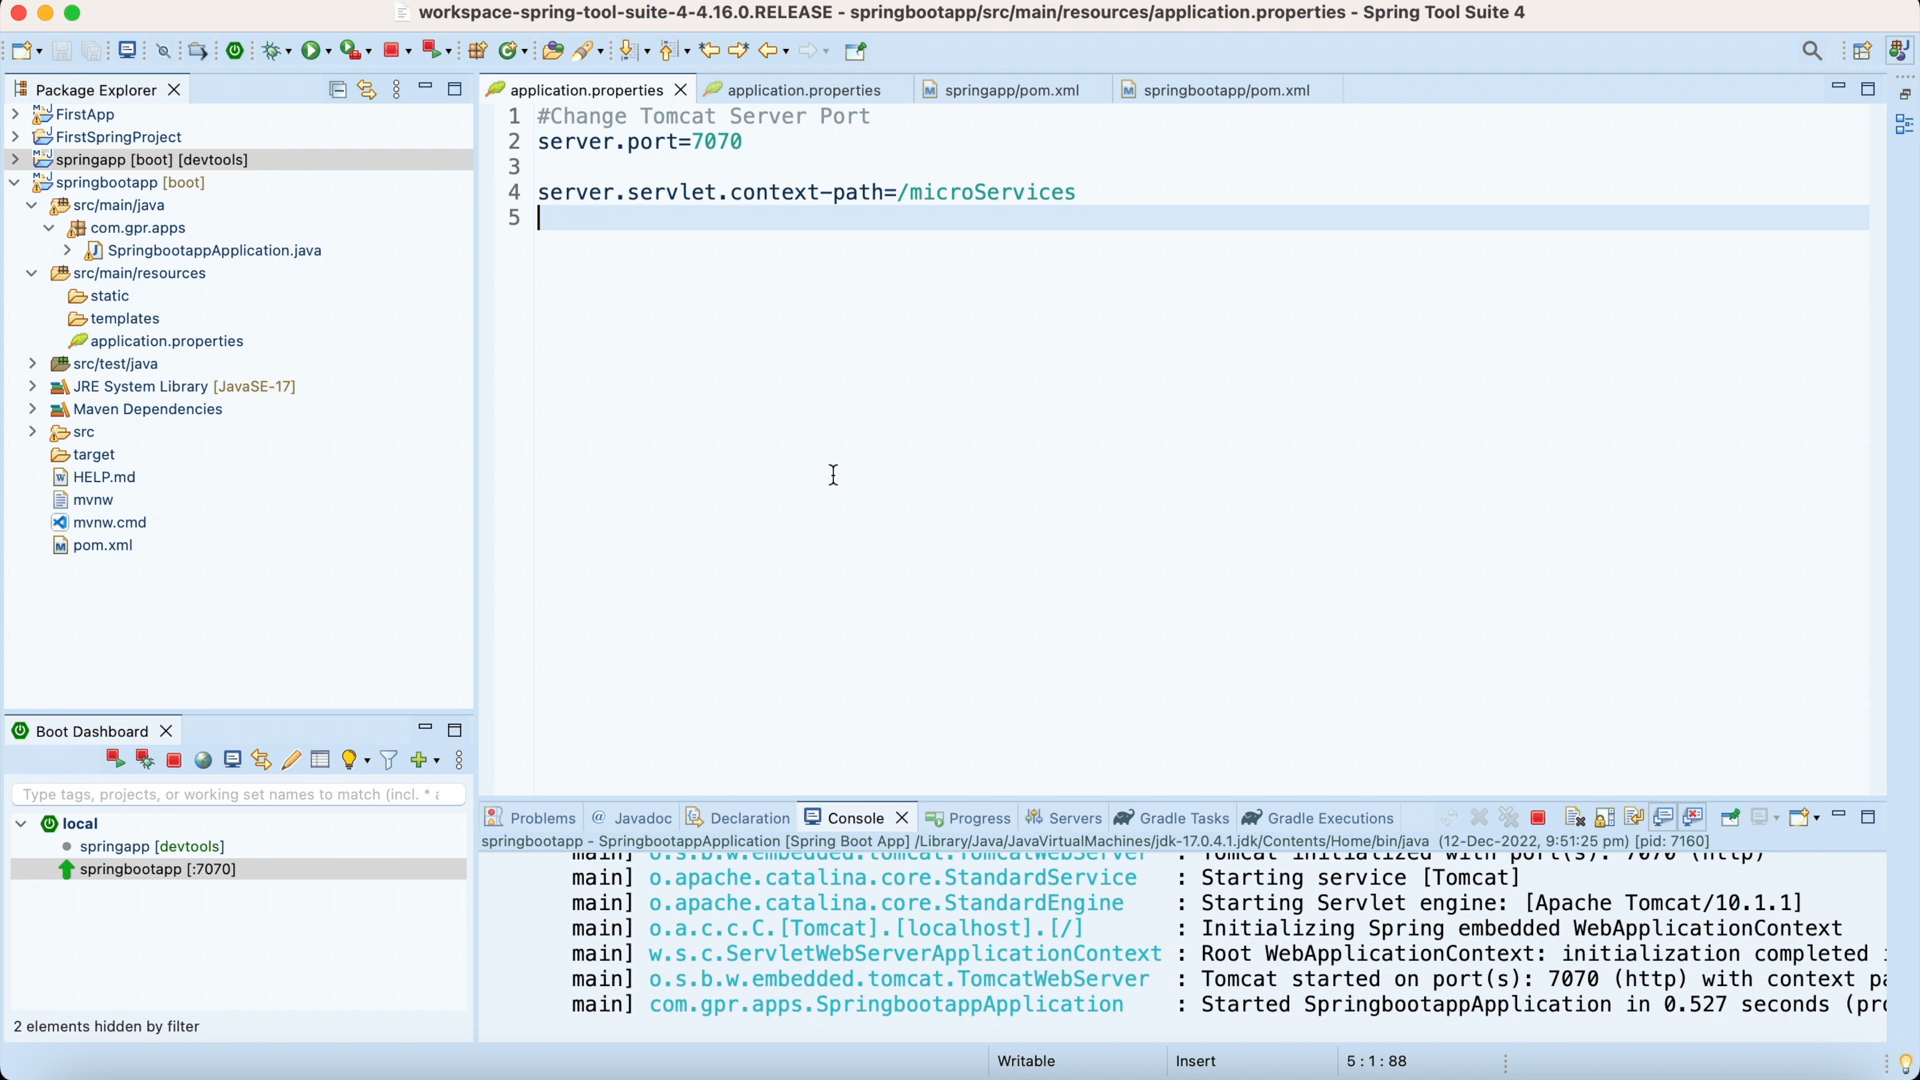 workspace-spring-tool-suite-4-4.16.0.RELEASE - springbootapp/src/main/resources/application.properties - Spring Tool Suite 4
Package Explorer
FirstApp
FirstSpringProject
springapp [boot] [devtools]
springbootapp [boot]
src/main/java
com.gpr.apps
SpringbootappApplication.java
src/main/resources
static
templates
application.properties
src/test/java
JRE System Library [JavaSE-17]
Maven Dependencies
src
target
HELP.md
mvnw
mvnw.cmd
pom.xml
application.properties application.properties springapp/pom.xml springbootapp/pom.xml
1 #Change Tomcat Server Port
2 server.port=7070
3
4 server.servlet.context-path=/microServices
5
Boot Dashboard
Type tags, projects, or working set names to match (incl. *
local
springapp [devtools]
springbootapp [:7070]
2 elements hidden by filter
Problems Javadoc Declaration Console Progress Servers Gradle Tasks Gradle Executions
springbootapp - SpringbootappApplication [Spring Boot App] /Library/Java/JavaVirtualMachines/jdk-17.0.4.1.jdk/Contents/Home/bin/java (12-Dec-2022, 9:51:25 pm) [pid: 7160]
main] o.s.b.w.embedded.tomcat.TomcatWebServer : Tomcat initialized with port(s): 7070 (http)
main] o.apache.catalina.core.StandardService : Starting service [Tomcat]
main] o.apache.catalina.core.StandardEngine : Starting Servlet engine: [Apache Tomcat/10.1.1]
main] o.a.c.c.C.[Tomcat].[localhost].[/] : Initializing Spring embedded WebApplicationContext
main] w.s.c.ServletWebServerApplicationContext : Root WebApplicationContext: initialization completed
main] o.s.b.w.embedded.tomcat.TomcatWebServer : Tomcat started on port(s): 7070 (http) with context
main] com.gpr.apps.SpringbootappApplication : Started SpringbootappApplication in 0.527 seconds
Writable Insert 5 : 1 : 88